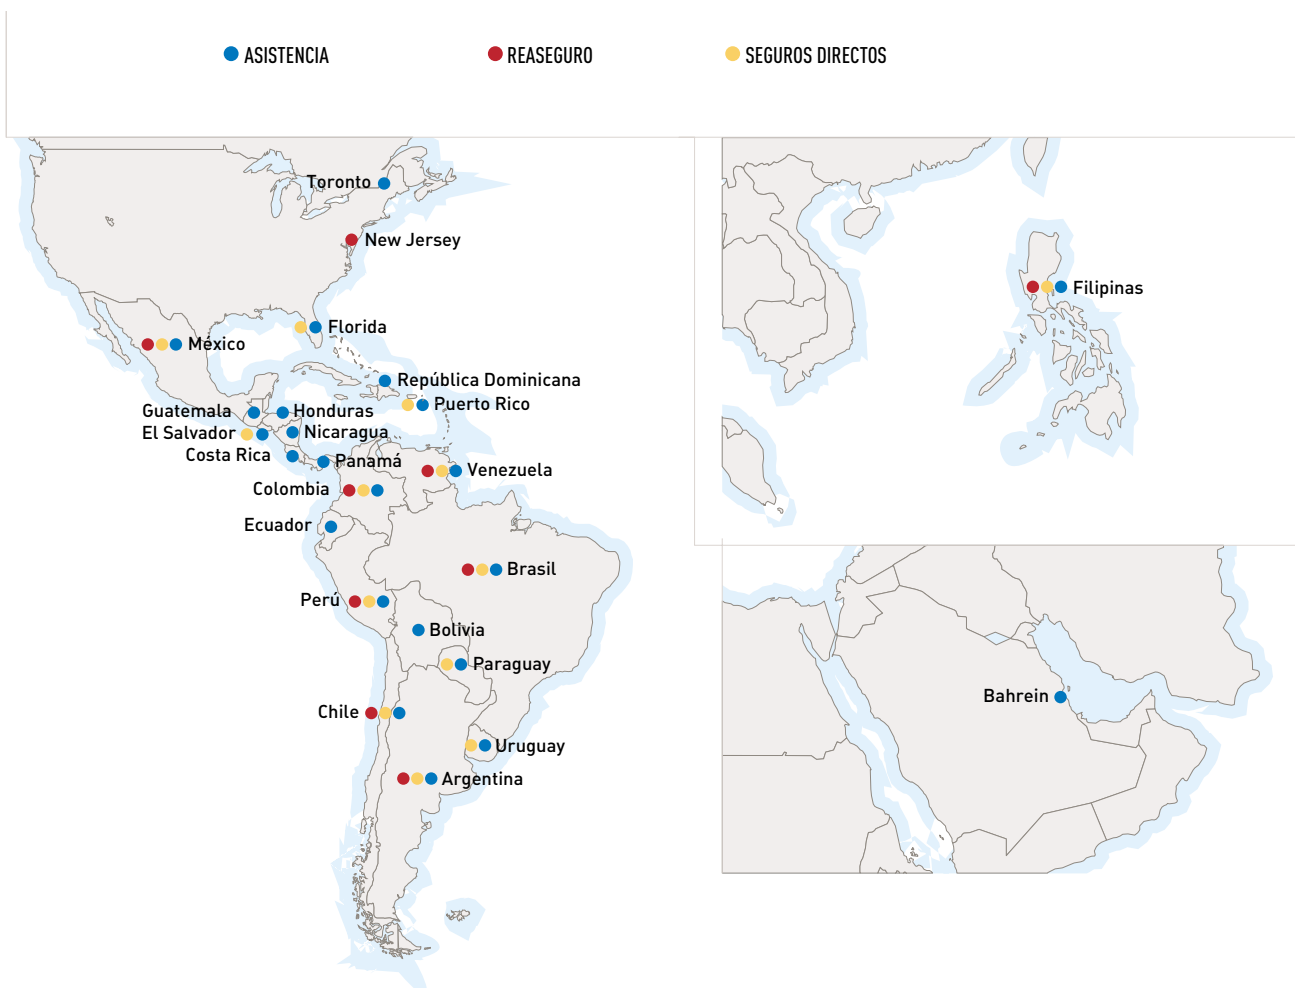 ASISTENCIA
REASEGURO
SEGUROS DIRECTOS
Toronto
New Jersey
Florida
México
República Dominicana
Puerto Rico
Guatemala
Honduras
El Salvador
Nicaragua
Costa Rica
Panamá
Venezuela
Colombia
Ecuador
Brasil
Perú
Bolivia
Paraguay
Chile
Uruguay
Argentina
Filipinas
Bahrein